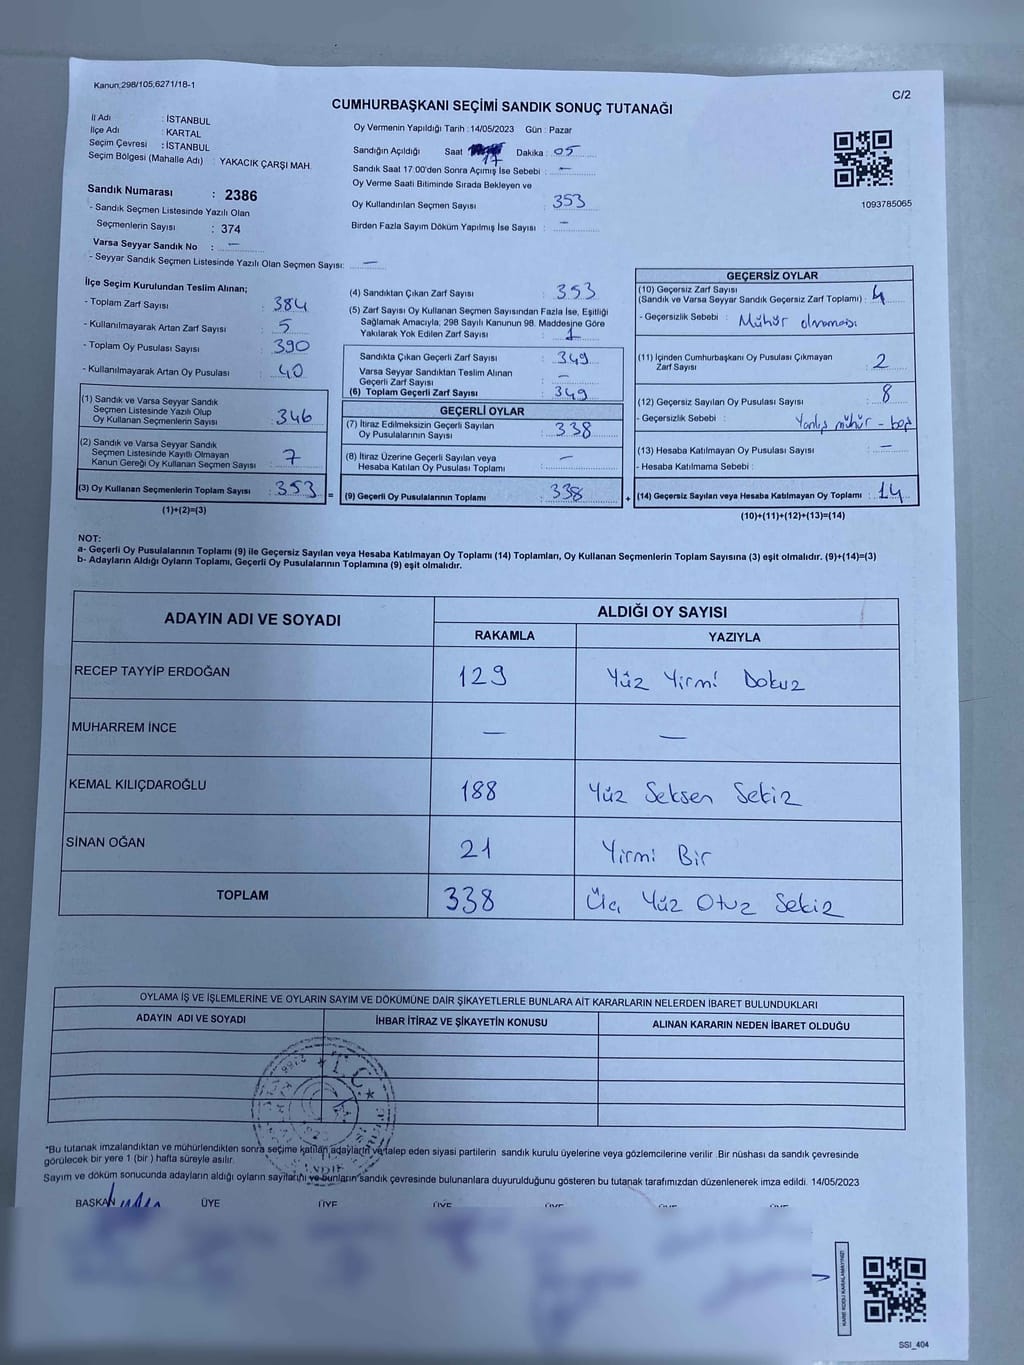 Kanun,298/105,6271/18-1
C/2
CUMHURBAŞKANI SEÇİMİ SANDIK SONUÇ TUTANAĞI
İl Adı : İSTANBUL
İlçe Adı : KARTAL
Seçim Çevresi : İSTANBUL
Seçim Bölgesi (Mahalle Adı) : YAKACIK ÇARŞI MAH.
Sandık Numarası : 2386
- Sandık Seçmen Listesinde Yazılı Olan
Seçmenlerin Sayısı : 374
Varsa Seyyar Sandık No : —
- Seyyar Sandık Seçmen Listesinde Yazılı Olan Seçmen Sayısı: —
Oy Vermenin Yapıldığı Tarih : 14/05/2023 Gün : Pazar
Sandığın Açıldığı Saat 17 Dakika : 05
Sandık Saat 17:00'den Sonra Açımış İse Sebebi : —
Oy Verme Saati Bitiminde Sırada Bekleyen ve
Oy Kullandırılan Seçmen Sayısı : 353
Birden Fazla Sayım Döküm Yapılmış İse Sayısı : —
1093785065
İlçe Seçim Kurulundan Teslim Alınan;
- Toplam Zarf Sayısı : 384
- Kullanılmayarak Artan Zarf Sayısı : 5
- Toplam Oy Pusulası Sayısı : 390
- Kullanılmayarak Artan Oy Pusulası : 40
(1) Sandık ve Varsa Seyyar Sandık
Seçmen Listesinde Yazılı Olup
Oy Kullanan Seçmenlerin Sayısı : 346
(2) Sandık ve Varsa Seyyar Sandık
Seçmen Listesinde Kayıtlı Olmayan
Kanun Gereği Oy Kullanan Seçmen Sayısı : 7
(3) Oy Kullanan Seçmenlerin Toplam Sayısı : 353 =
(1)+(2)=(3)
(4) Sandıktan Çıkan Zarf Sayısı : 353
(5) Zarf Sayısı Oy Kullanan Seçmen Sayısından Fazla İse, Eşitliği
Sağlamak Amacıyla, 298 Sayılı Kanunun 98. Maddesine Göre
Yakılarak Yok Edilen Zarf Sayısı : 1
Sandıkta Çıkan Geçerli Zarf Sayısı : 349
Varsa Seyyar Sandıktan Teslim Alınan
Geçerli Zarf Sayısı : —
(6) Toplam Geçerli Zarf Sayısı : 349
GEÇERLİ OYLAR
(7) İtiraz Edilmeksizin Geçerli Sayılan
Oy Pusulalarının Sayısı : 338
(8) İtiraz Üzerine Geçerli Sayılan veya
Hesaba Katılan Oy Pusulası Toplamı : —
(9) Geçerli Oy Pusulalarının Toplamı : 338 +
GEÇERSİZ OYLAR
(10) Geçersiz Zarf Sayısı
(Sandık ve Varsa Seyyar Sandık Geçersiz Zarf Toplamı) : 4
- Geçersizlik Sebebi : Mühür olmaması
(11) İçinden Cumhurbaşkanı Oy Pusulası Çıkmayan
Zarf Sayısı : 2
(12) Geçersiz Sayılan Oy Pusulası Sayısı : 8
- Geçersizlik Sebebi : Yanlış mühür - boş
(13) Hesaba Katılmayan Oy Pusulası Sayısı : —
- Hesaba Katılmama Sebebi :
(14) Geçersiz Sayılan veya Hesaba Katılmayan Oy Toplamı : 14
(10)+(11)+(12)+(13)=(14)
NOT:
a- Geçerli Oy Pusulalarının Toplamı (9) ile Geçersiz Sayılan veya Hesaba Katılmayan Oy Toplamı (14) Toplamları, Oy Kullanan Seçmenlerin Toplam Sayısına (3) eşit olmalıdır. (9)+(14)=(3)
b- Adayların Aldığı Oyların Toplamı, Geçerli Oy Pusulalarının Toplamına (9) eşit olmalıdır.
ADAYIN ADI VE SOYADI
ALDIĞI OY SAYISI
RAKAMLA YAZIYLA
RECEP TAYYİP ERDOĞAN 129 Yüz Yirmi Dokuz
MUHARREM İNCE — —
KEMAL KILIÇDAROĞLU 188 Yüz Seksen Sekiz
SİNAN OĞAN 21 Yirmi Bir
TOPLAM 338 Üç Yüz Otuz Sekiz
OYLAMA İŞ VE İŞLEMLERİNE VE OYLARIN SAYIM VE DÖKÜMÜNE DAİR ŞİKAYETLERLE BUNLARA AİT KARARLARIN NELERDEN İBARET BULUNDUKLARI
ADAYIN ADI VE SOYADI İHBAR İTİRAZ VE ŞİKAYETİN KONUSU ALINAN KARARIN NEDEN İBARET OLDUĞU
T.C.
*Bu tutanak imzalandıktan ve mühürlendikten sonra seçime katılan adayların ve talep eden siyasi partilerin sandık kurulu üyelerine veya gözlemcilerine verilir .Bir nüshası da sandık çevresinde
görülecek bir yere 1 (bir ) hafta süreyle asılır.
Sayım ve döküm sonucunda adayların aldığı oyların sayılarını ve bunların sandık çevresinde bulunanlara duyurulduğunu gösteren bu tutanak tarafımızdan düzenlenerek imza edildi. 14/05/2023
BAŞKAN ÜYE ÜYE ÜYE ÜYE ÜYE ÜYE
KARE KODU KARALAMAYINIZ!
SSI_404